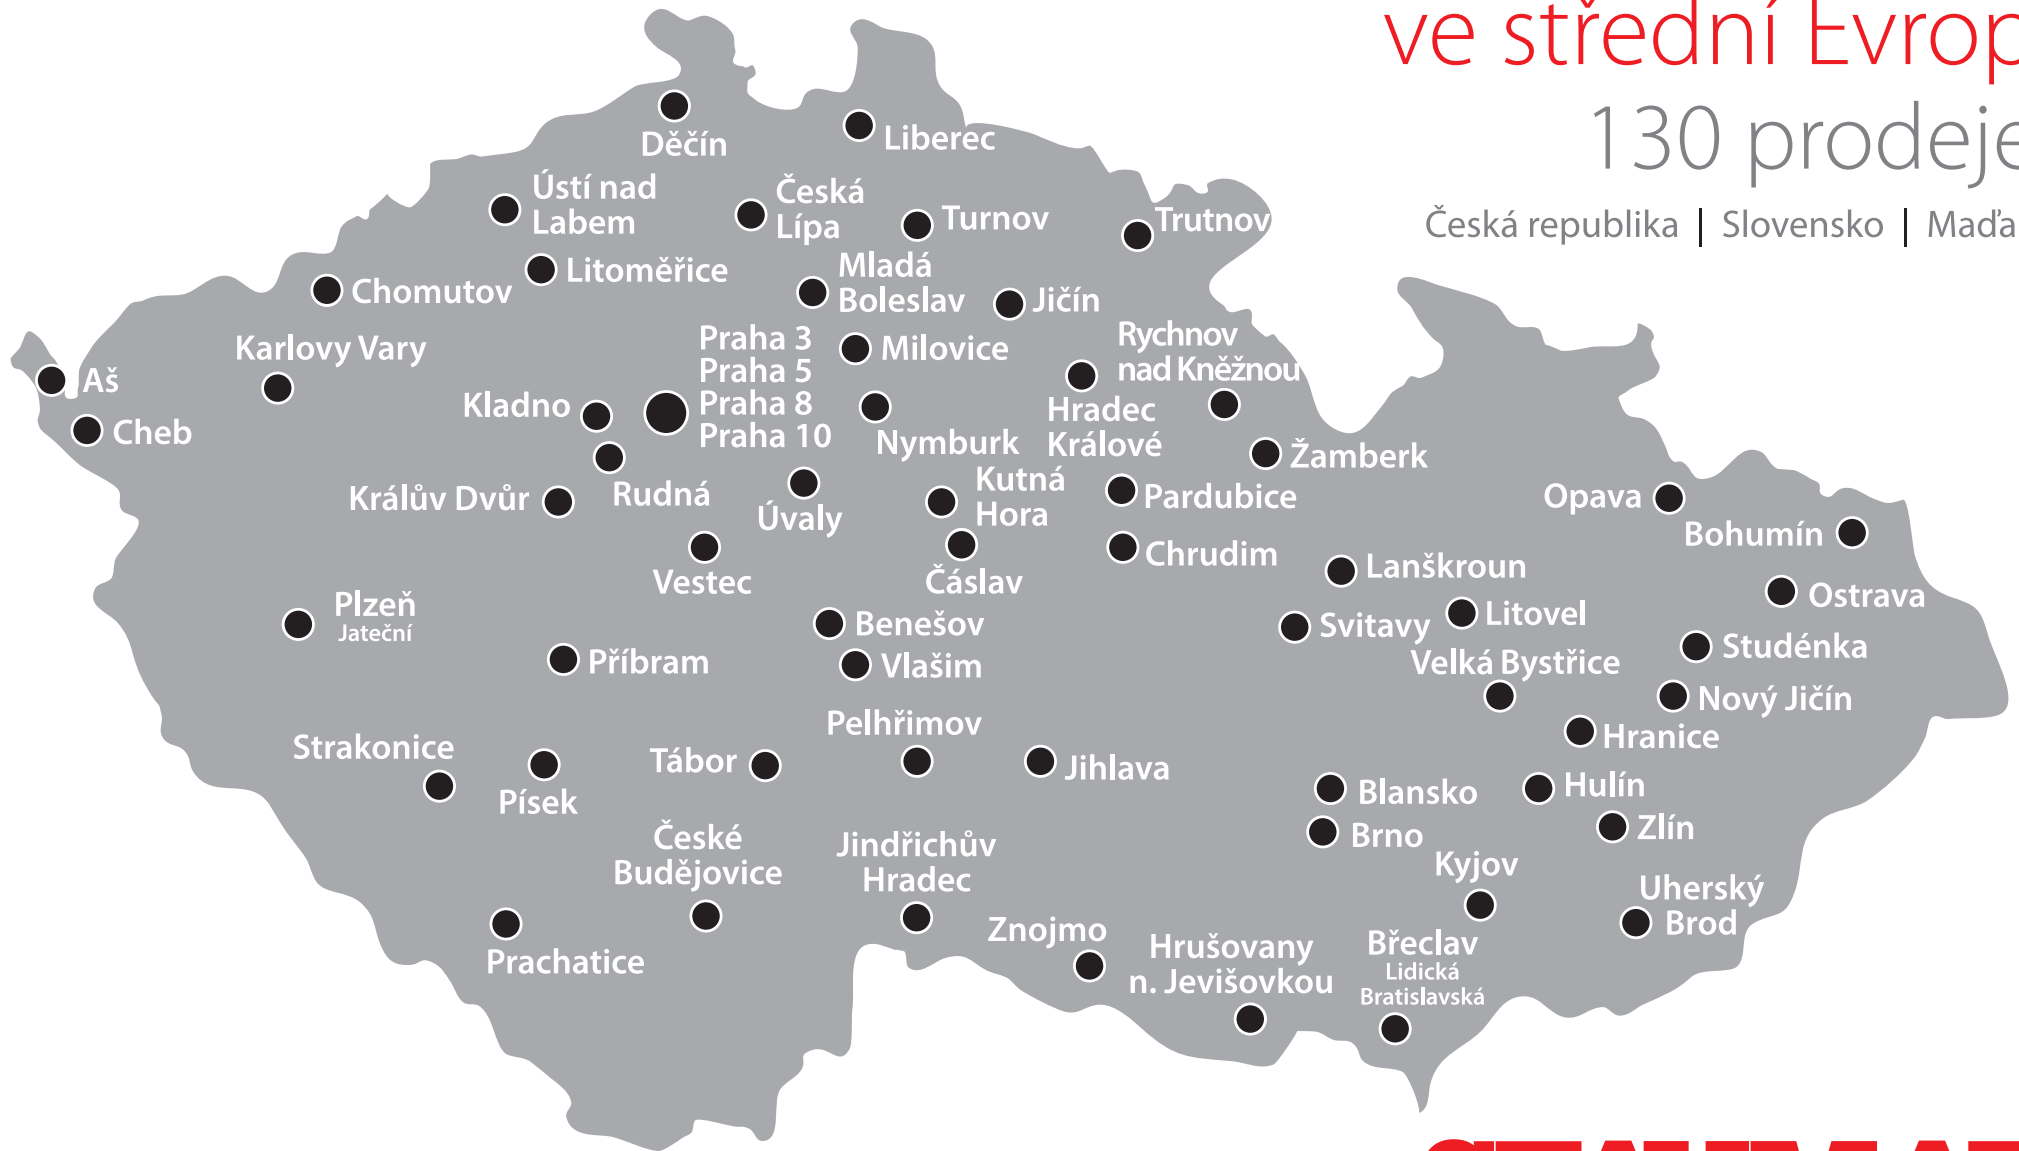 ve střední Evrop
130 prodeje
Česká republika | Slovensko | Maďa
Děčín
Liberec
Ústí nad
Labem
Česká
Lípa
Turnov
Trutnov
Litoměřice
Chomutov
Mladá
Boleslav
Jičín
Karlovy Vary
Praha 3
Praha 5
Praha 8
Praha 10
Milovice
Rychnov
nad Kněžnou
Aš
Cheb
Kladno
Nymburk
Hradec
Králové
Žamberk
Králův Dvůr
Rudná
Úvaly
Kutná
Hora
Pardubice
Opava
Bohumín
Vestec
Čáslav
Chrudim
Lanškroun
Ostrava
Plzeň
Jateční
Benešov
Svitavy
Litovel
Studénka
Příbram
Vlašim
Velká Bystřice
Nový Jičín
Pelhřimov
Hranice
Strakonice
Písek
Tábor
Jihlava
Blansko
Hulín
Brno
Zlín
České
Budějovice
Jindřichův
Hradec
Kyjov
Uherský
Brod
Prachatice
Znojmo
Hrušovany
n. Jevišovkou
Břeclav
Lidická
Bratislavská